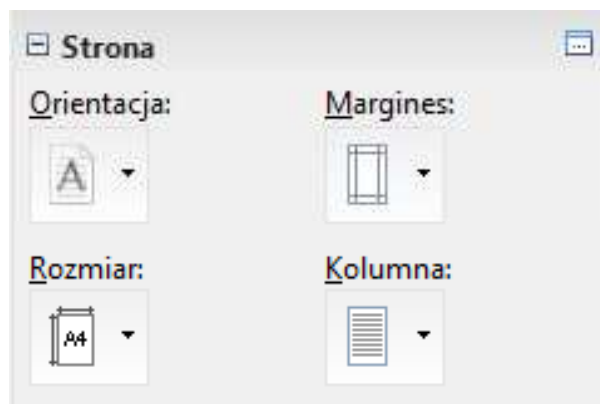 Strona
Orientacja: Margines:
A
Rozmiar: Kolumna:
A4